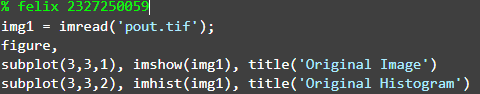 % felix 2327250059
img1 = imread('pout.tif');
figure,
subplot(3,3,1), imshow(img1), title('Original Image')
subplot(3,3,2), imhist(img1), title('Original Histogram')